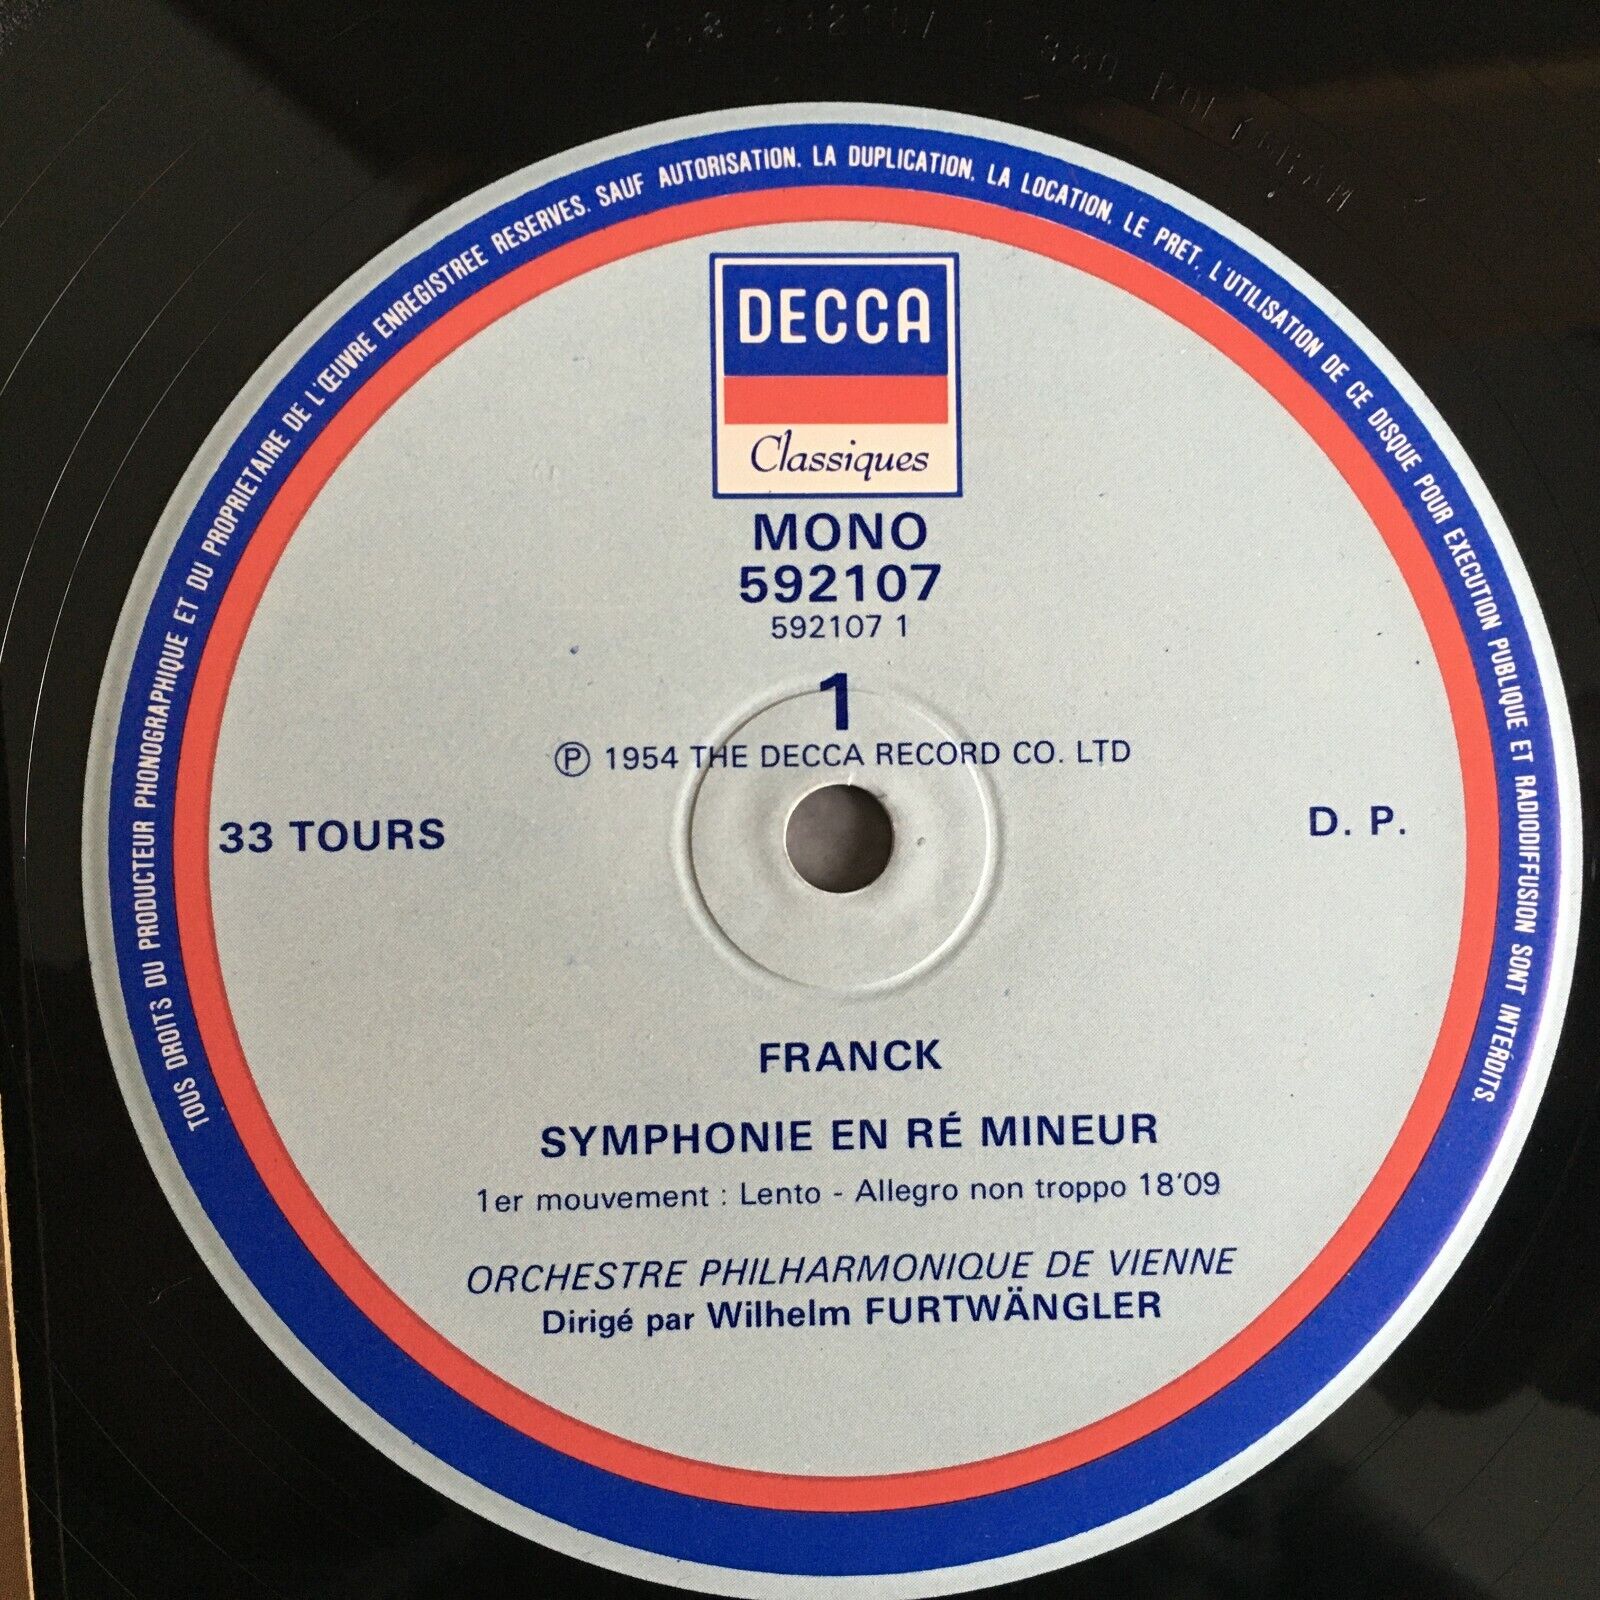 TOUS DROITS DU PRODUCTEUR PHONOGRAPHIQUE ET DU PROPRIETAIRE DE L'ŒUVRE ENREGISTREE RESERVES. SAUF AUTORISATION, LA DUPLICATION, LA LOCATION, LE PRET, L'UTILISATION DE CE DISQUE POUR EXECUTION PUBLIQUE ET RADIODIFFUSION SONT INTERDITS.
DECCA
Classiques
MONO
592107
592107 1
1
Ⓟ 1954 THE DECCA RECORD CO. LTD
33 TOURS
D. P.
FRANCK
SYMPHONIE EN RÉ MINEUR
1er mouvement : Lento - Allegro non troppo 18'09
ORCHESTRE PHILHARMONIQUE DE VIENNE
Dirigé par Wilhelm FURTWÄNGLER